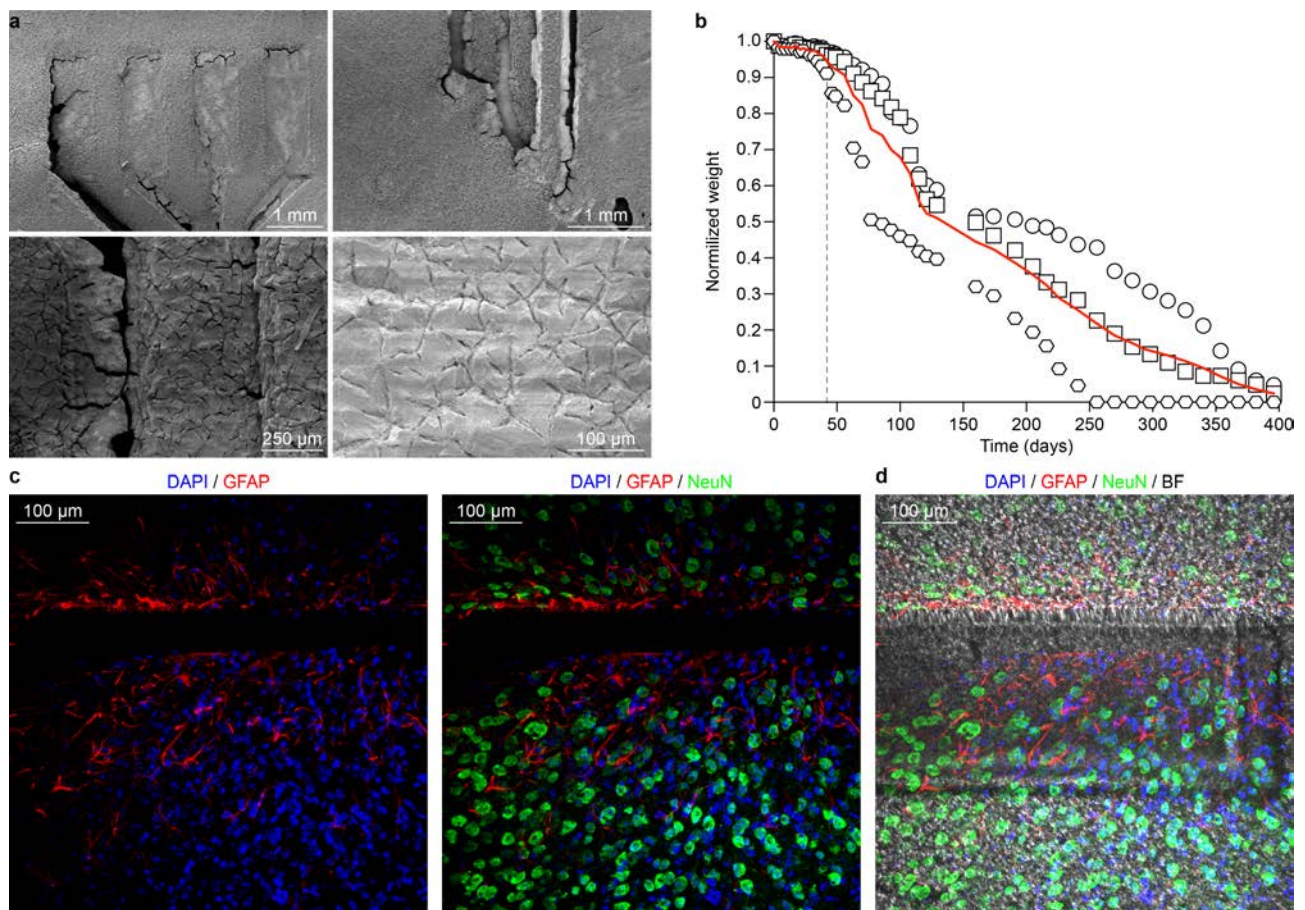 a
1 mm
1 mm
250 µm
100 µm
b
1.0
0.9
0.8
0.7
0.6
0.5
0.4
0.3
0.2
0.1
0
Normilized weight
0 50 100 150 200 250 300 350 400
Time (days)
c
DAPI / GFAP
100 µm
DAPI / GFAP / NeuN
100 µm
d
DAPI / GFAP / NeuN / BF
100 µm